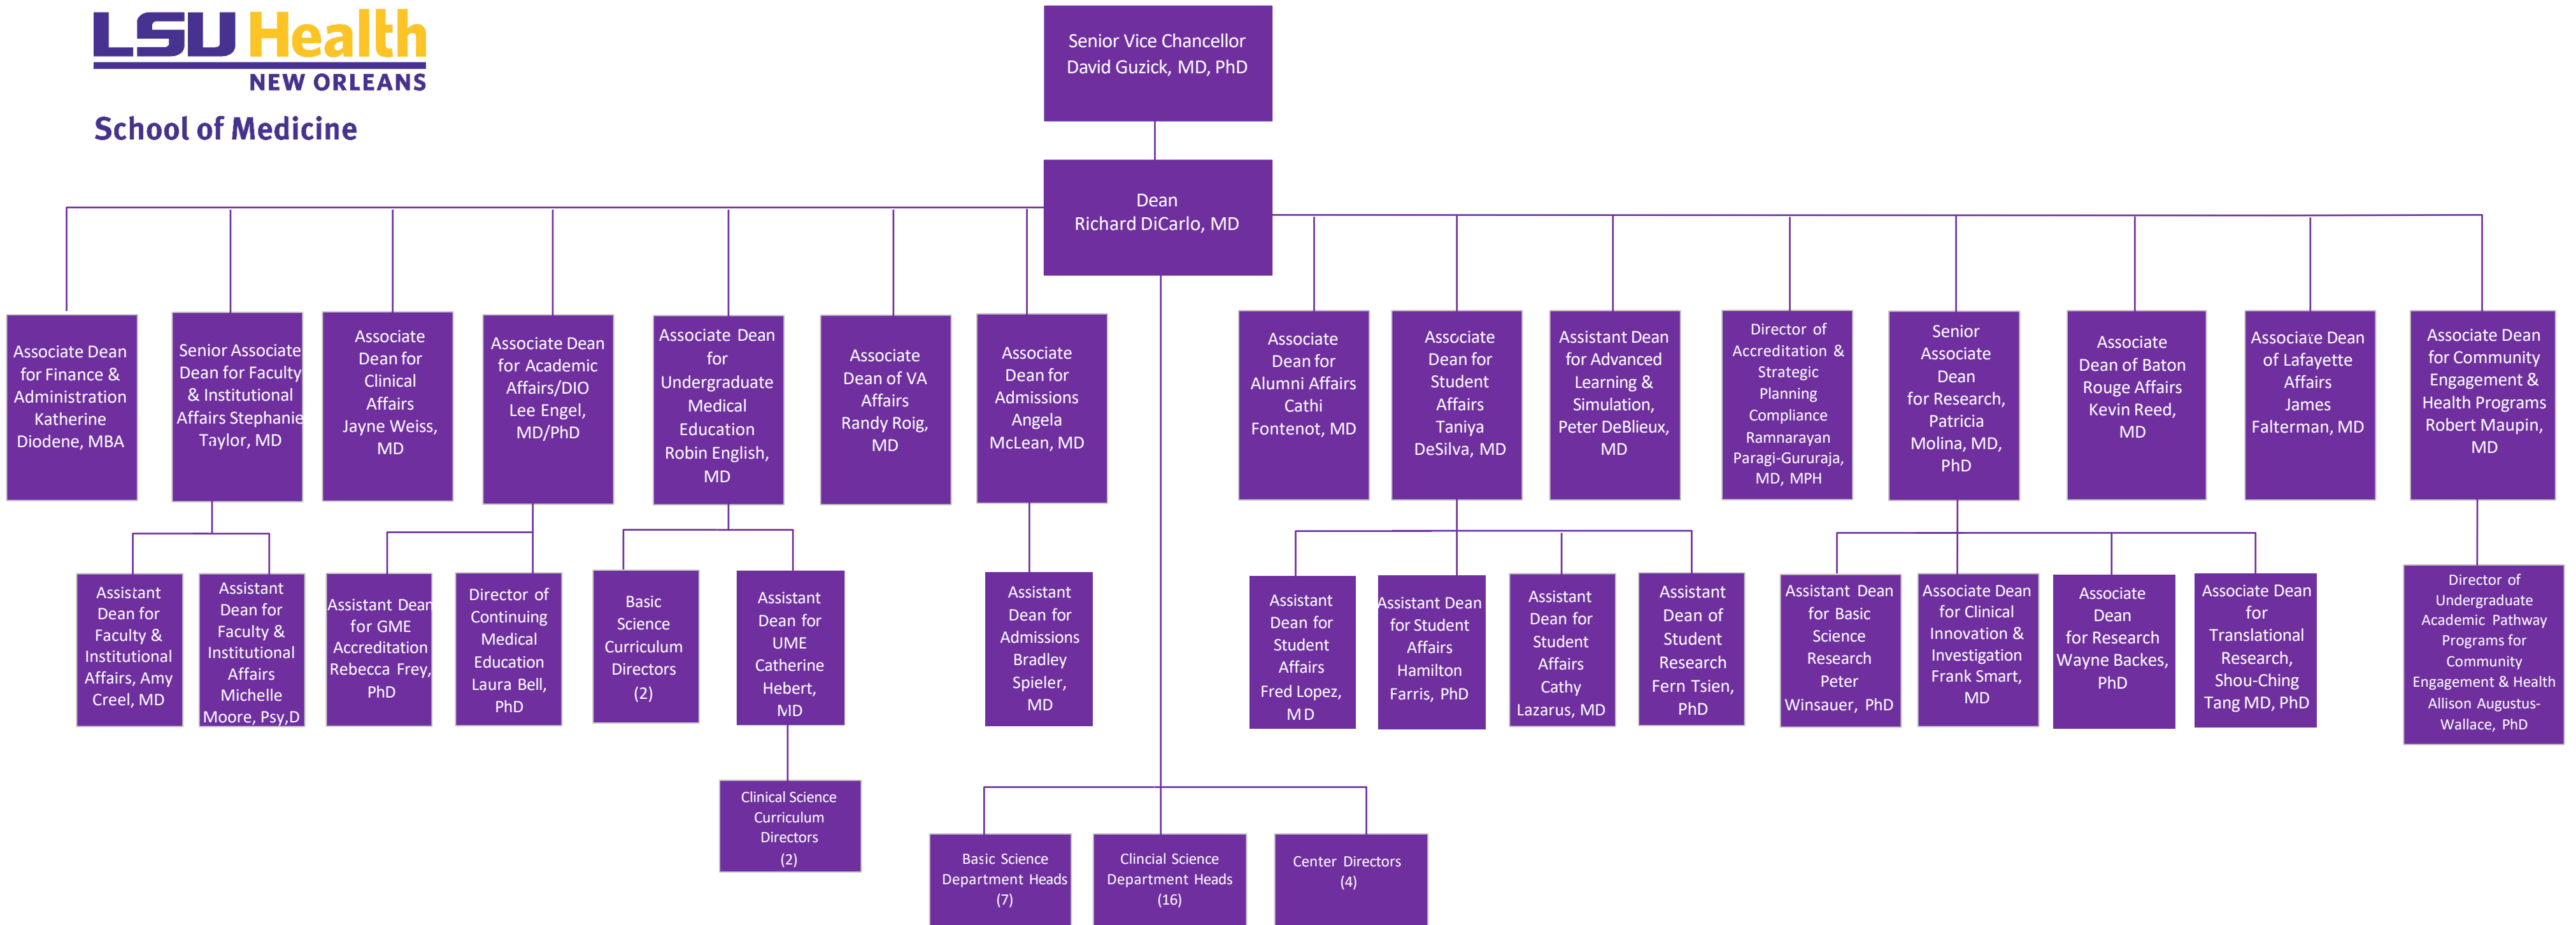 LSU Health
NEW ORLEANS
School of Medicine
Senior Vice Chancellor
David Guzick, MD, PhD
Dean
Richard DiCarlo, MD
Associate Dean
for Finance &
Administration
Katherine
Diodene, MBA
Senior Associate
Dean for Faculty
& Institutional
Affairs Stephanie
Taylor, MD
Associate
Dean for
Clinical
Affairs
Jayne Weiss,
MD
Associate Dean
for Academic
Affairs/DIO
Lee Engel,
MD/PhD
Associate Dean
for
Undergraduate
Medical
Education
Robin English,
MD
Associate
Dean of VA
Affairs
Randy Roig,
MD
Associate
Dean for
Admissions
Angela
McLean, MD
Associate
Dean for
Alumni Affairs
Cathi
Fontenot, MD
Associate
Dean for
Student
Affairs
Taniya
DeSilva, MD
Assistant Dean
for Advanced
Learning &
Simulation,
Peter DeBlieux,
MD
Director of
Accreditation &
Strategic
Planning
Compliance
Ramnarayan
Paragi-Gururaja,
MD, MPH
Senior
Associate
Dean
for Research,
Patricia
Molina, MD,
PhD
Associate
Dean of Baton
Rouge Affairs
Kevin Reed,
MD
Associate Dean
of Lafayette
Affairs
James
Falterman, MD
Associate Dean
for Community
Engagement &
Health Programs
Robert Maupin,
MD
Assistant
Dean for
Faculty &
Institutional
Affairs, Amy
Creel, MD
Assistant
Dean for
Faculty &
Institutional
Affairs
Michelle
Moore, Psy,D
Assistant Dean
for GME
Accreditation
Rebecca Frey,
PhD
Director of
Continuing
Medical
Education
Laura Bell,
PhD
Basic
Science
Curriculum
Directors
(2)
Assistant
Dean for
UME
Catherine
Hebert,
MD
Assistant
Dean for
Admissions
Bradley
Spieler,
MD
Assistant
Dean for
Student
Affairs
Fred Lopez,
MD
Assistant Dean
for Student
Affairs
Hamilton
Farris, PhD
Assistant
Dean for
Student
Affairs
Cathy
Lazarus, MD
Assistant
Dean of
Student
Research
Fern Tsien,
PhD
Assistant Dean
for Basic
Science
Research
Peter
Winsauer, PhD
Associate Dean
for Clinical
Innovation &
Investigation
Frank Smart,
MD
Associate
Dean
for Research
Wayne Backes,
PhD
Associate Dean
for
Translational
Research,
Shou-Ching
Tang MD, PhD
Director of
Undergraduate
Academic Pathway
Programs for
Community
Engagement & Health
Allison Augustus-
Wallace, PhD
Clinical Science
Curriculum
Directors
(2)
Basic Science
Department Heads
(7)
Clincial Science
Department Heads
(16)
Center Directors
(4)